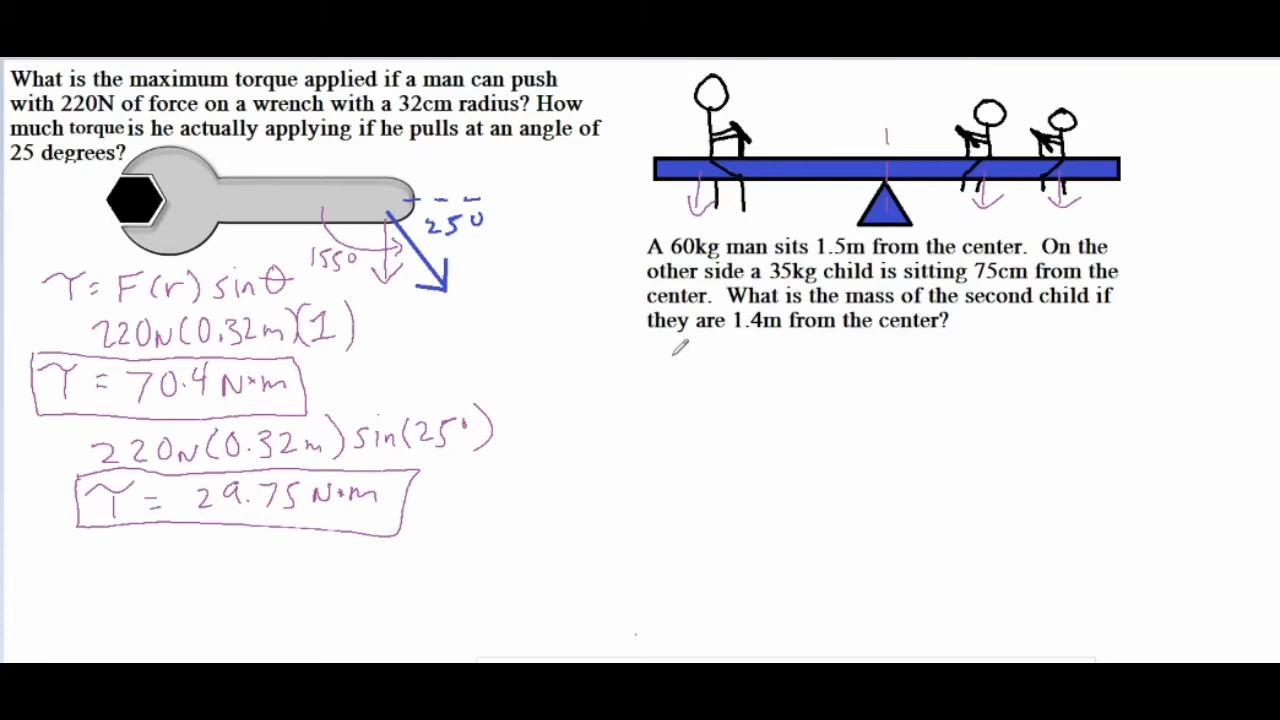 What is the maximum torque applied if a man can push
with 220N of force on a wrench with a 32cm radius? How
much torque is he actually applying if he pulls at an angle of
25 degrees?
25°
155°
τ = F(r) sinθ
220N(0.32m)(1)
τ = 70.4 N*m
220N(0.32m) sin(25°)
τ = 29.75 N*m
A 60kg man sits 1.5m from the center. On the
other side a 35kg child is sitting 75cm from the
center. What is the mass of the second child if
they are 1.4m from the center?